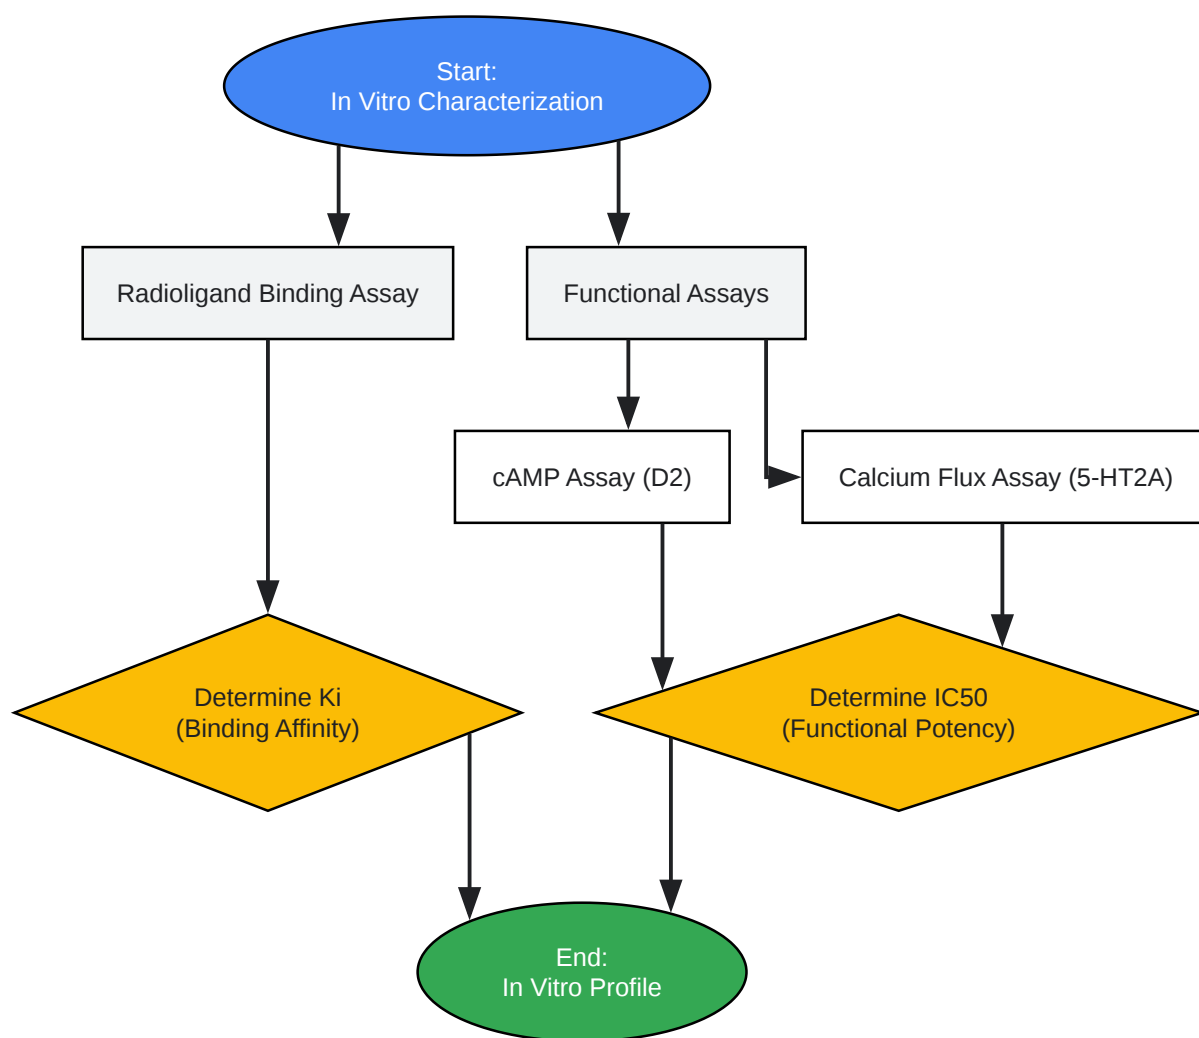 Start:
In Vitro Characterization
Radioligand Binding Assay
Functional Assays
cAMP Assay (D2)
Calcium Flux Assay (5-HT2A)
Determine Ki
(Binding Affinity)
Determine IC50
(Functional Potency)
End:
In Vitro Profile